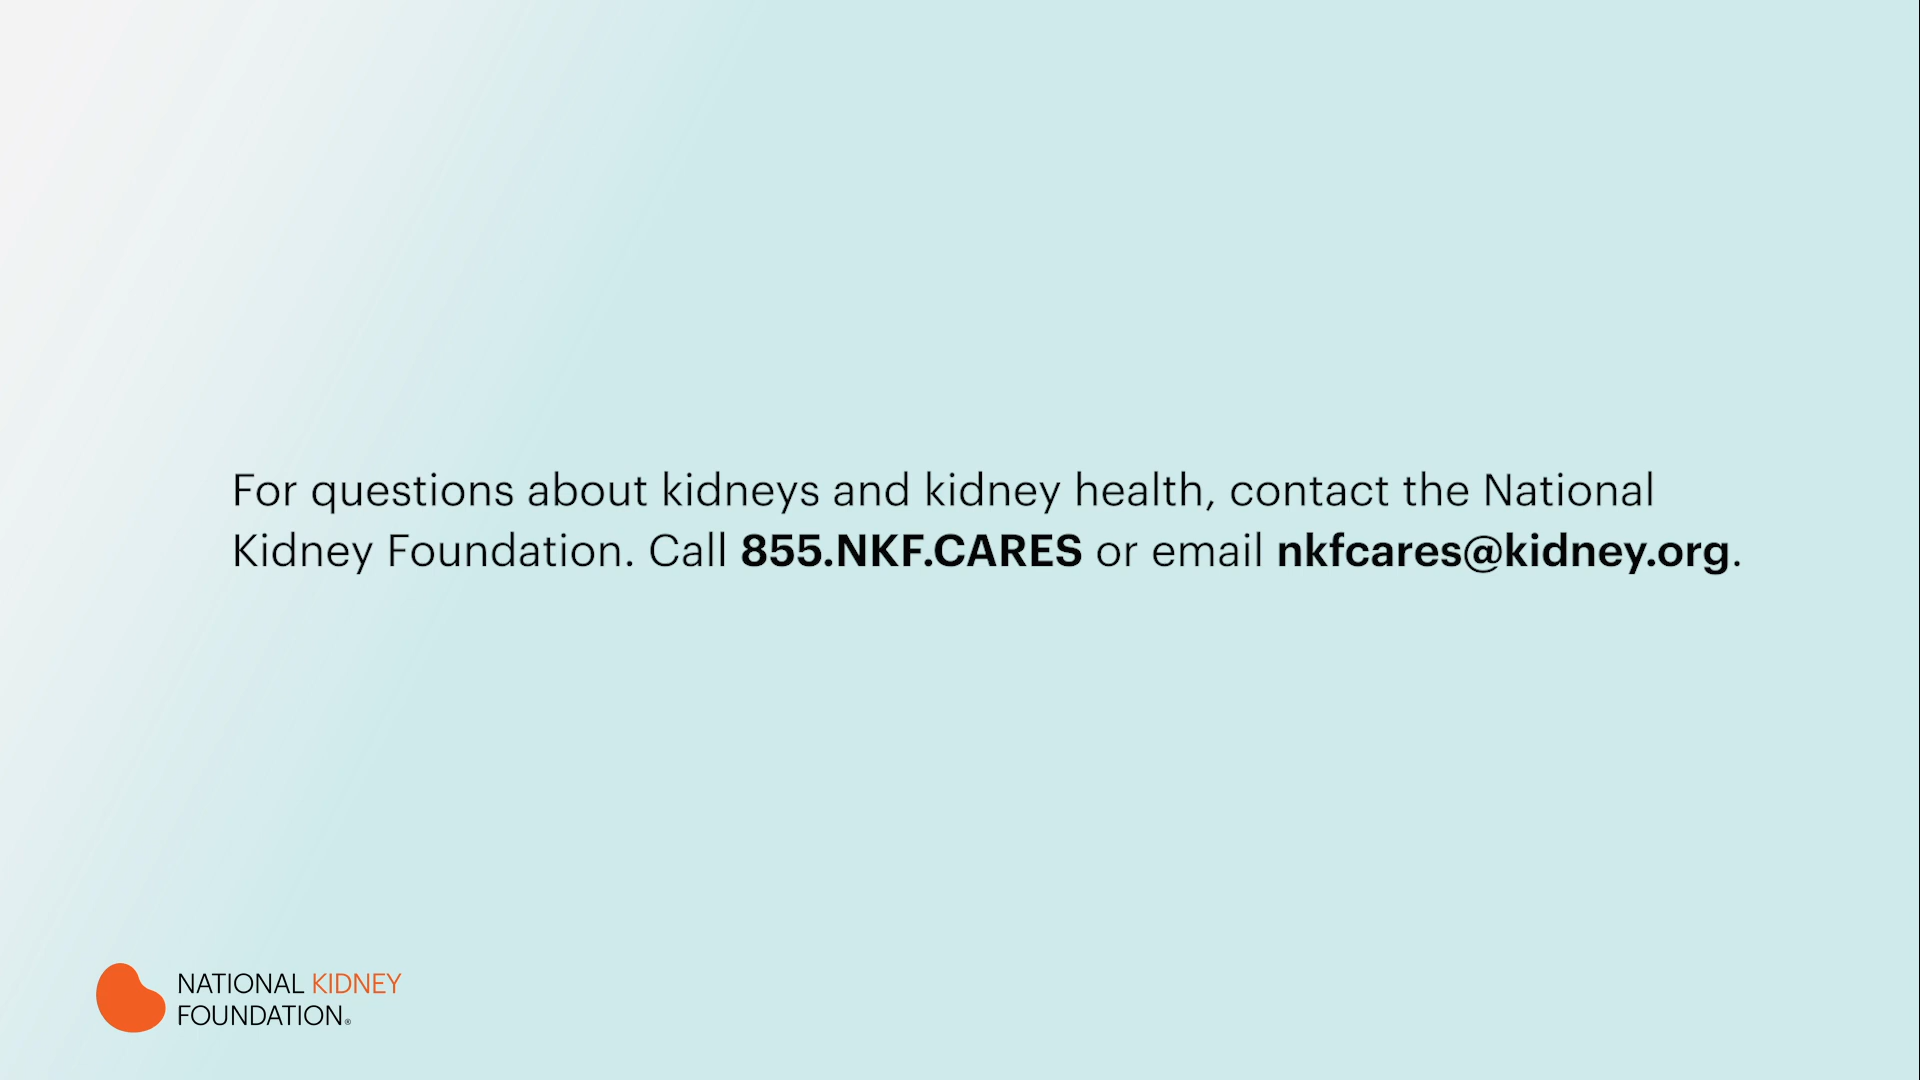 For questions about kidneys and kidney health, contact the National
Kidney Foundation. Call 855.NKF.CARES or email nkfcares@kidney.org.
NATIONAL KIDNEY
FOUNDATION®